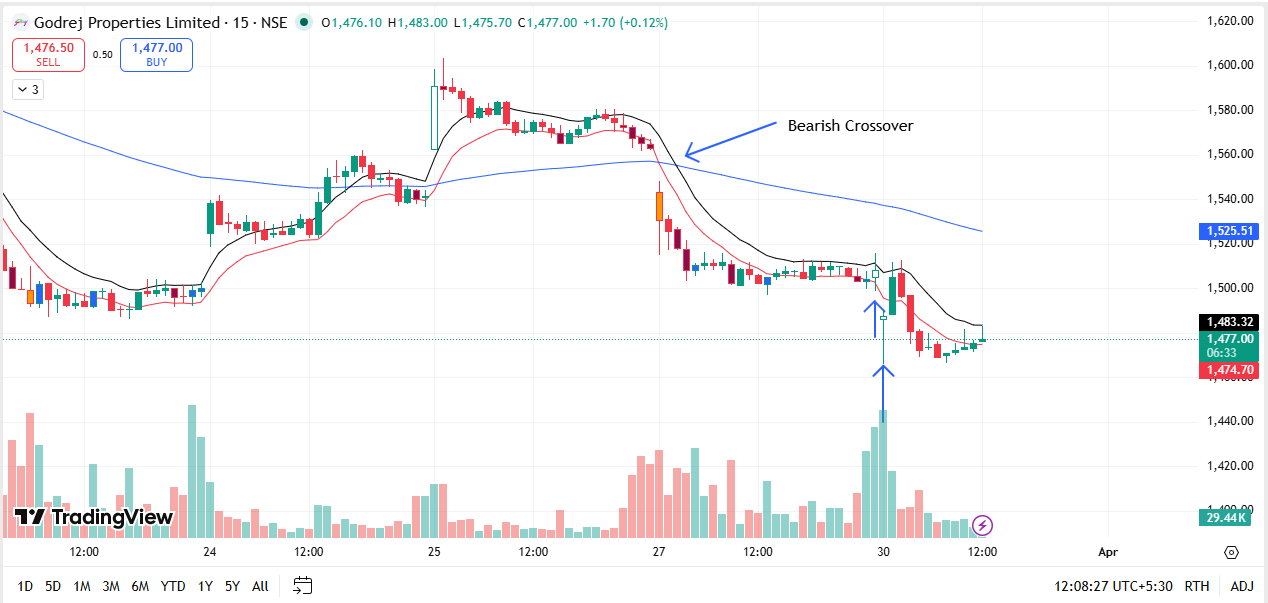 Godrej Properties Limited · 15 · NSE O1,476.10 H1,483.00 L1,475.70 C1,477.00 +1.70 (+0.12%)
1,476.50 SELL
0.50
1,477.00 BUY
3
Bearish Crossover
1,620.00
1,600.00
1,580.00
1,560.00
1,540.00
1,525.51
1,520.00
1,500.00
1,483.32
1,477.00
06:33
1,474.70
1,440.00
1,420.00
29.44K
TradingView
12:00 24 12:00 25 12:00 27 12:00 30 12:00 Apr
1D 5D 1M 3M 6M YTD 1Y 5Y All 12:08:27 UTC+5:30 RTH ADJ